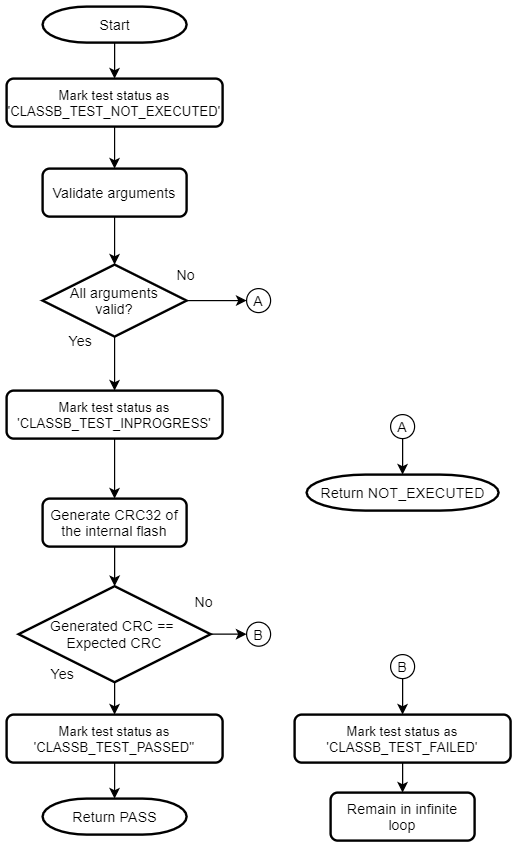 Start
Mark test status as
'CLASSB_TEST_NOT_EXECUTED'
Validate arguments
All arguments
valid?
No
A
Yes
Mark test status as
'CLASSB_TEST_INPROGRESS'
A
Return NOT_EXECUTED
Generate CRC32 of
the internal flash
Generated CRC ==
Expected CRC
No
B
Yes
Mark test status as
'CLASSB_TEST_PASSED"
Return PASS
B
Mark test status as
'CLASSB_TEST_FAILED'
Remain in infinite
loop